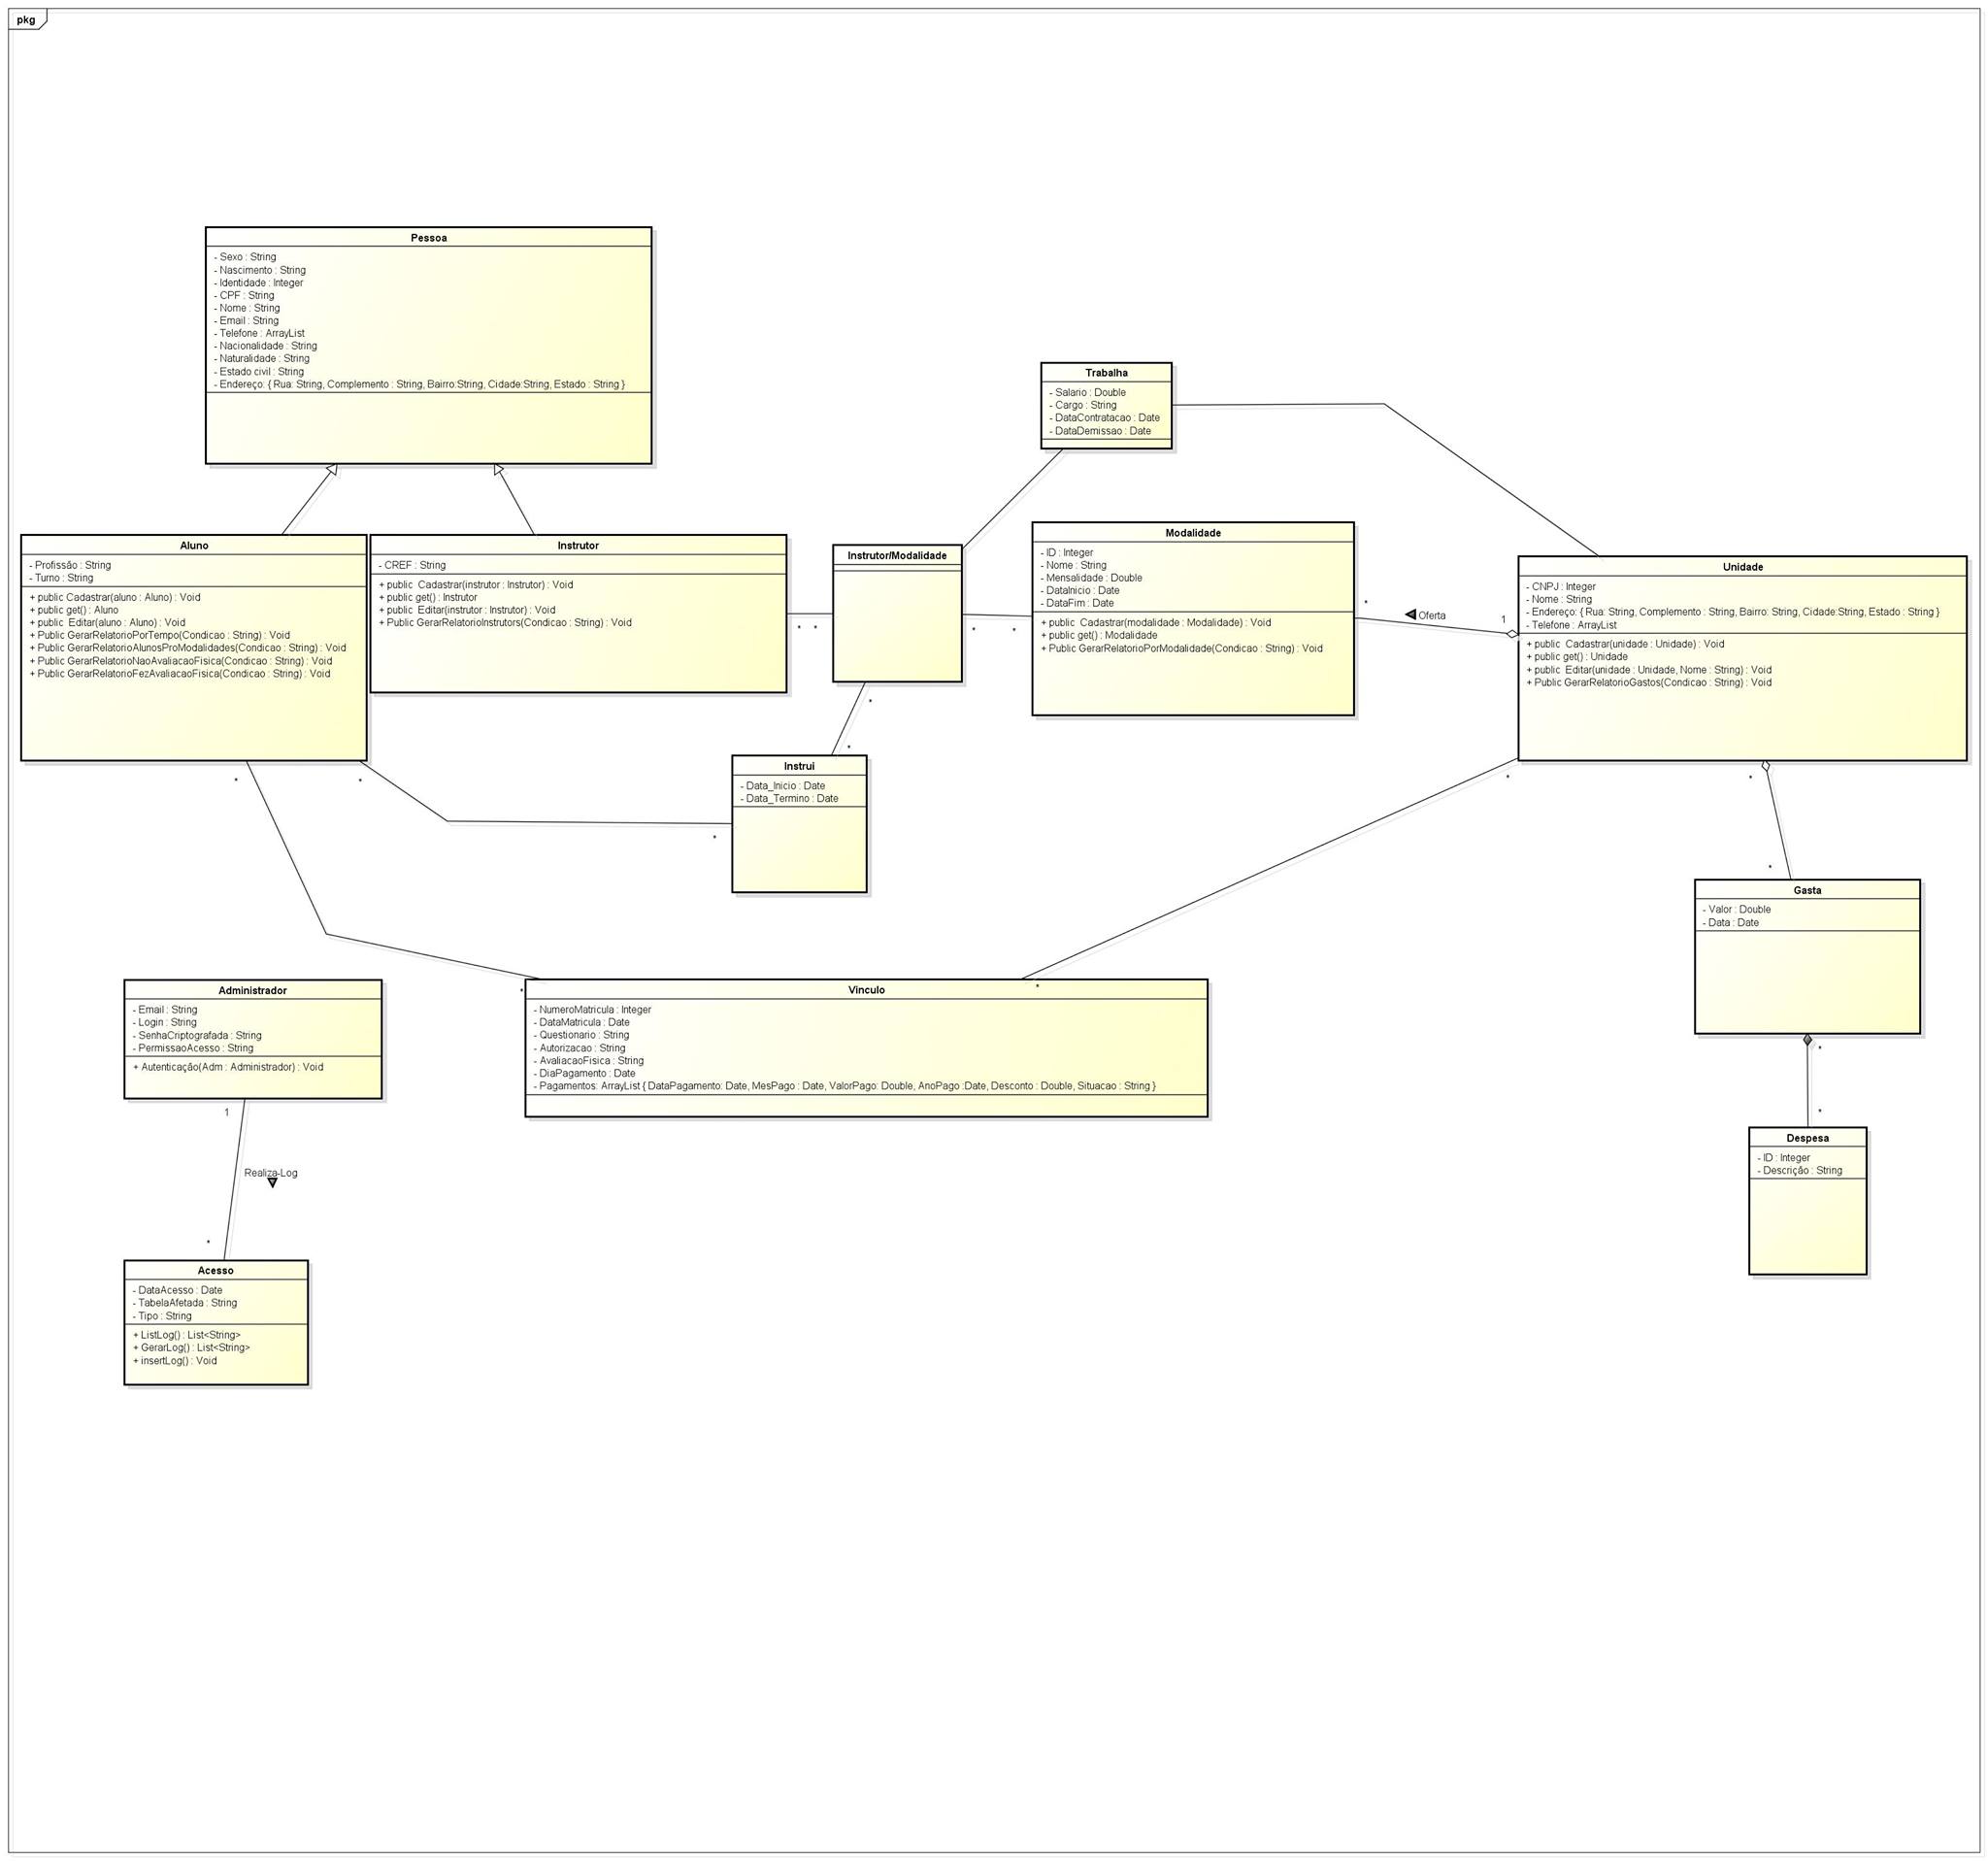 pkg
Pessoa
- Sexo : String
- Nascimento : String
- Identidade : Integer
- CPF : String
- Nome : String
- Email : String
- Telefone : ArrayList
- Nacionalidade : String
- Naturalidade : String
- Estado civil : String
- Endereço: { Rua: String, Complemento : String, Bairro:String, Cidade:String, Estado : String }
Trabalha
- Salario : Double
- Cargo : String
- DataContratacao : Date
- DataDemissao : Date
Aluno
- Profissão : String
- Turno : String
+ public Cadastrar(aluno : Aluno) : Void
+ public get() : Aluno
+ public  Editar(aluno : Aluno) : Void
+ Public GerarRelatorioPorTempo(Condicao : String) : Void
+ Public GerarRelatorioAlunosProModalidades(Condicao : String) : Void
+ Public GerarRelatorioNaoAvaliacaoFisica(Condicao : String) : Void
+ Public GerarRelatorioFezAvaliacaoFisica(Condicao : String) : Void
Instrutor
- CREF : String
+ public  Cadastrar(instrutor : Instrutor) : Void
+ public get() : Instrutor
+ public  Editar(instrutor : Instrutor) : Void
+ Public GerarRelatorioInstrutors(Condicao : String) : Void
* *
Instrutor/Modalidade
* *
Modalidade
- ID : Integer
- Nome : String
- Mensalidade : Double
- DataInicio : Date
- DataFim : Date
+ public  Cadastrar(modalidade : Modalidade) : Void
+ public get() : Modalidade
+ Public GerarRelatorioPorModalidade(Condicao : String) : Void
*
Oferta
1
Unidade
- CNPJ : Integer
- Nome : String
- Endereço: { Rua: String, Complemento : String, Bairro: String, Cidade:String, Estado : String }
- Telefone : ArrayList
+ public  Cadastrar(unidade : Unidade) : Void
+ public get() : Unidade
+ public  Editar(unidade : Unidade, Nome : String) : Void
+ Public GerarRelatorioGastos(Condicao : String) : Void
*
*
Instrui
- Data_Inicio : Date
- Data_Termino : Date
* *
*
* *
*
Gasta
- Valor : Double
- Data : Date
*
*
Despesa
- ID : Integer
- Descrição : String
* *
Vinculo
- NumeroMatricula : Integer
- DataMatricula : Date
- Questionario : String
- Autorizacao : String
- AvaliacaoFisica : String
- DiaPagamento : Date
- Pagamentos: ArrayList { DataPagamento: Date, MesPago : Date, ValorPago: Double, AnoPago :Date, Desconto : Double, Situacao : String }
Administrador
- Email : String
- Login : String
- SenhaCriptografada : String
- PermissaoAcesso : String
+ Autenticação(Adm : Administrador) : Void
1
Realiza-Log
*
Acesso
- DataAcesso : Date
- TabelaAfetada : String
- Tipo : String
+ ListLog() : List<String>
+ GerarLog() : List<String>
+ insertLog() : Void